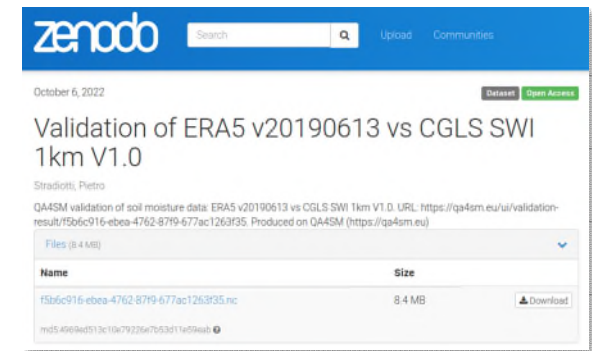 zenodo Search Upload Communities
October 6, 2022 Dataset Open Access
Validation of ERA5 v20190613 vs CGLS SWI
1km V1.0
Stradiotti, Pietro
QA4SM validation of soil moisture data: ERA5 v20190613 vs CGLS SWI 1km V1.0. URL: https://qa4sm.eu/ui/validation-
result/f5b6c916-ebea-4762-87f9-677ac1263f35. Produced on QA4SM (https://qa4sm.eu)
Files (8.4 MB)
Name Size
f5b6c916-ebea-4762-87f9-677ac1263f35.nc 8.4 MB Download